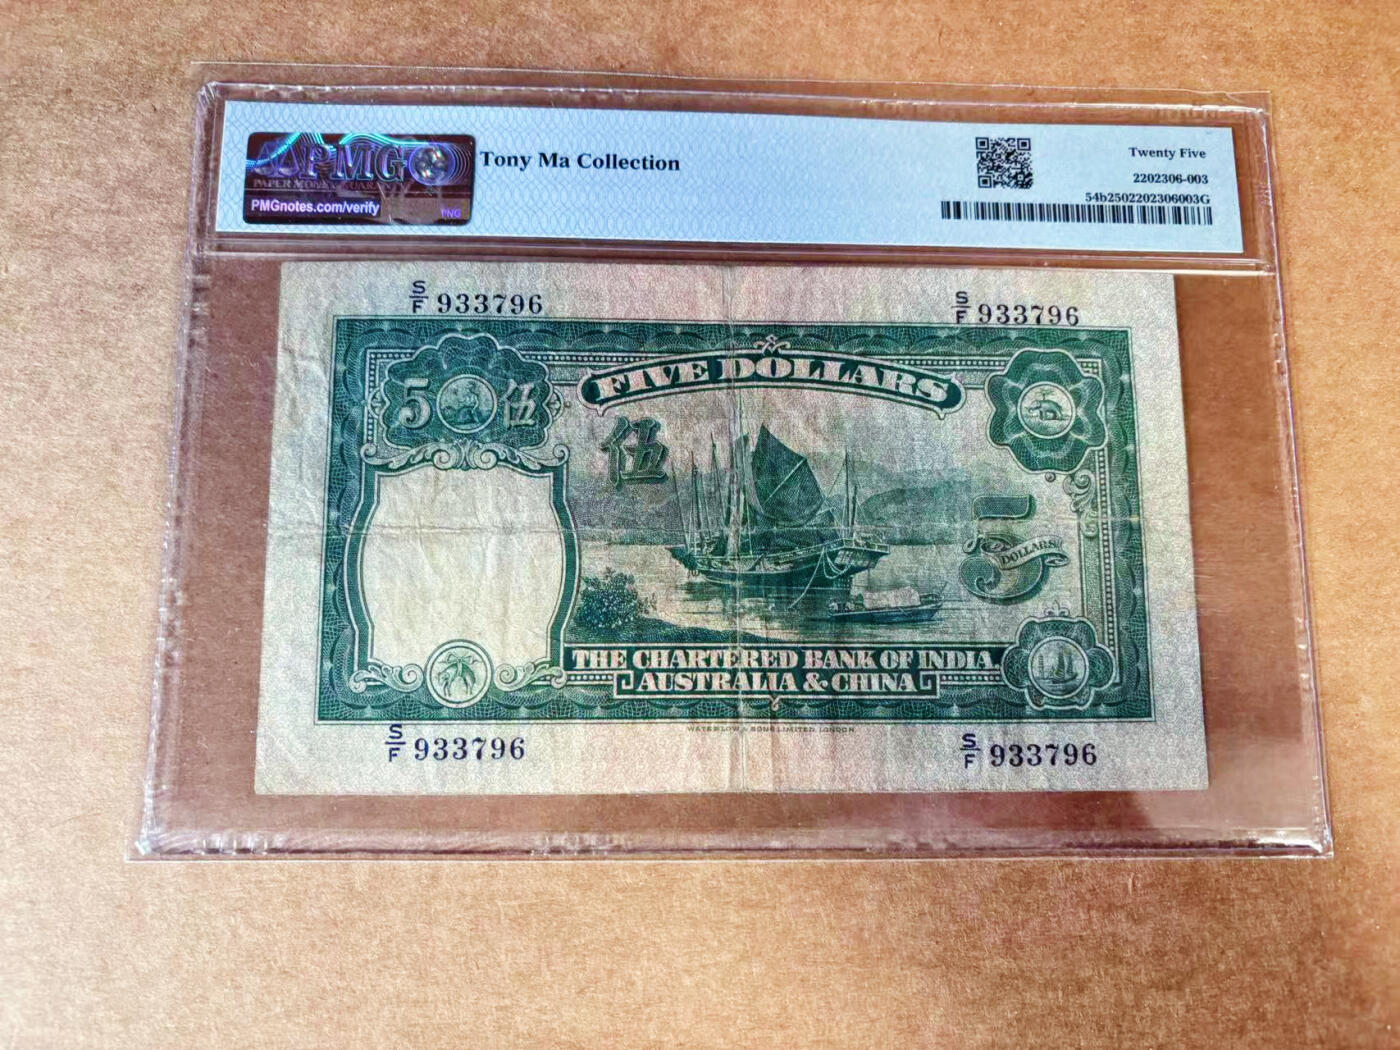 PMG
PAPER MONEY GUARANTY
PMGnotes.com/verify
PNG
Tony Ma Collection
Twenty Five
2202306-003
54b2502202306003G
S/F 933796
S/F 933796
FIVE DOLLARS
5 伍
伍
5
DOLLARS
THE CHARTERED BANK OF INDIA,
AUSTRALIA & CHINA
WATERLOW & SONS LIMITED, LONDON
S/F 933796
S/F 933796